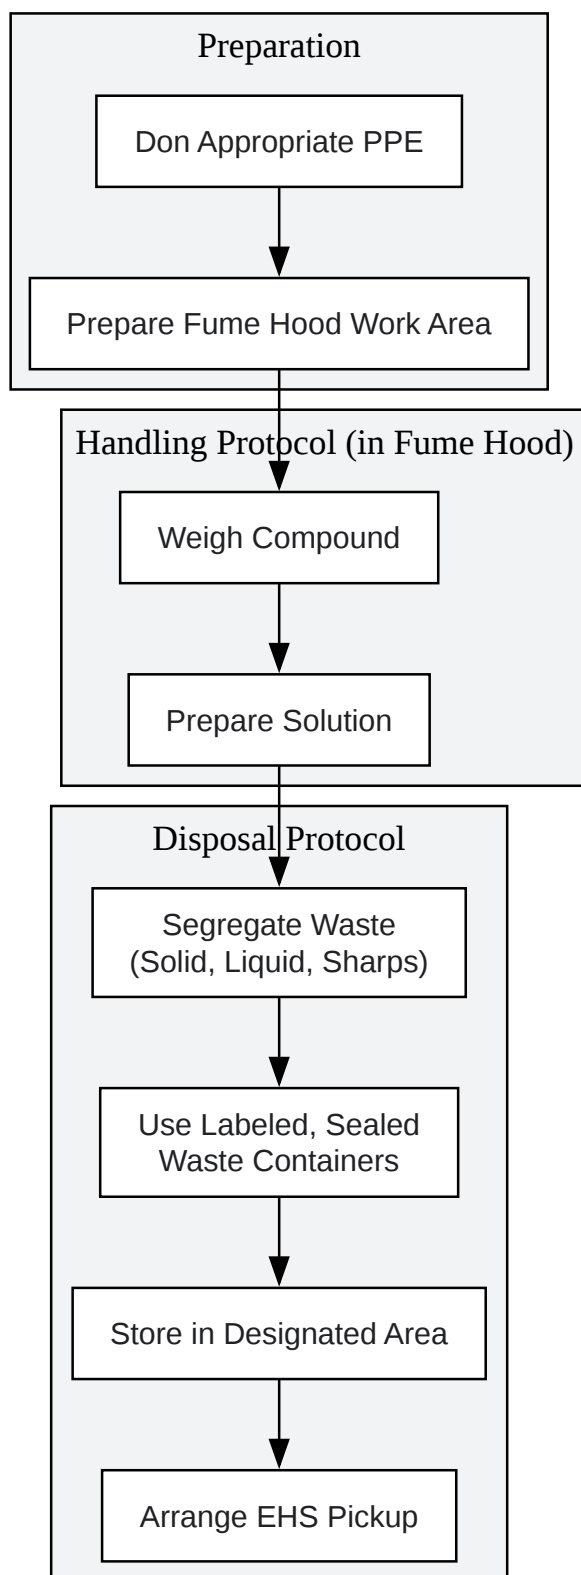 Preparation
Don Appropriate PPE
Prepare Fume Hood Work Area
Handling Protocol (in Fume Hood)
Weigh Compound
Prepare Solution
Disposal Protocol
Segregate Waste
(Solid, Liquid, Sharps)
Use Labeled, Sealed
Waste Containers
Store in Designated Area
Arrange EHS Pickup